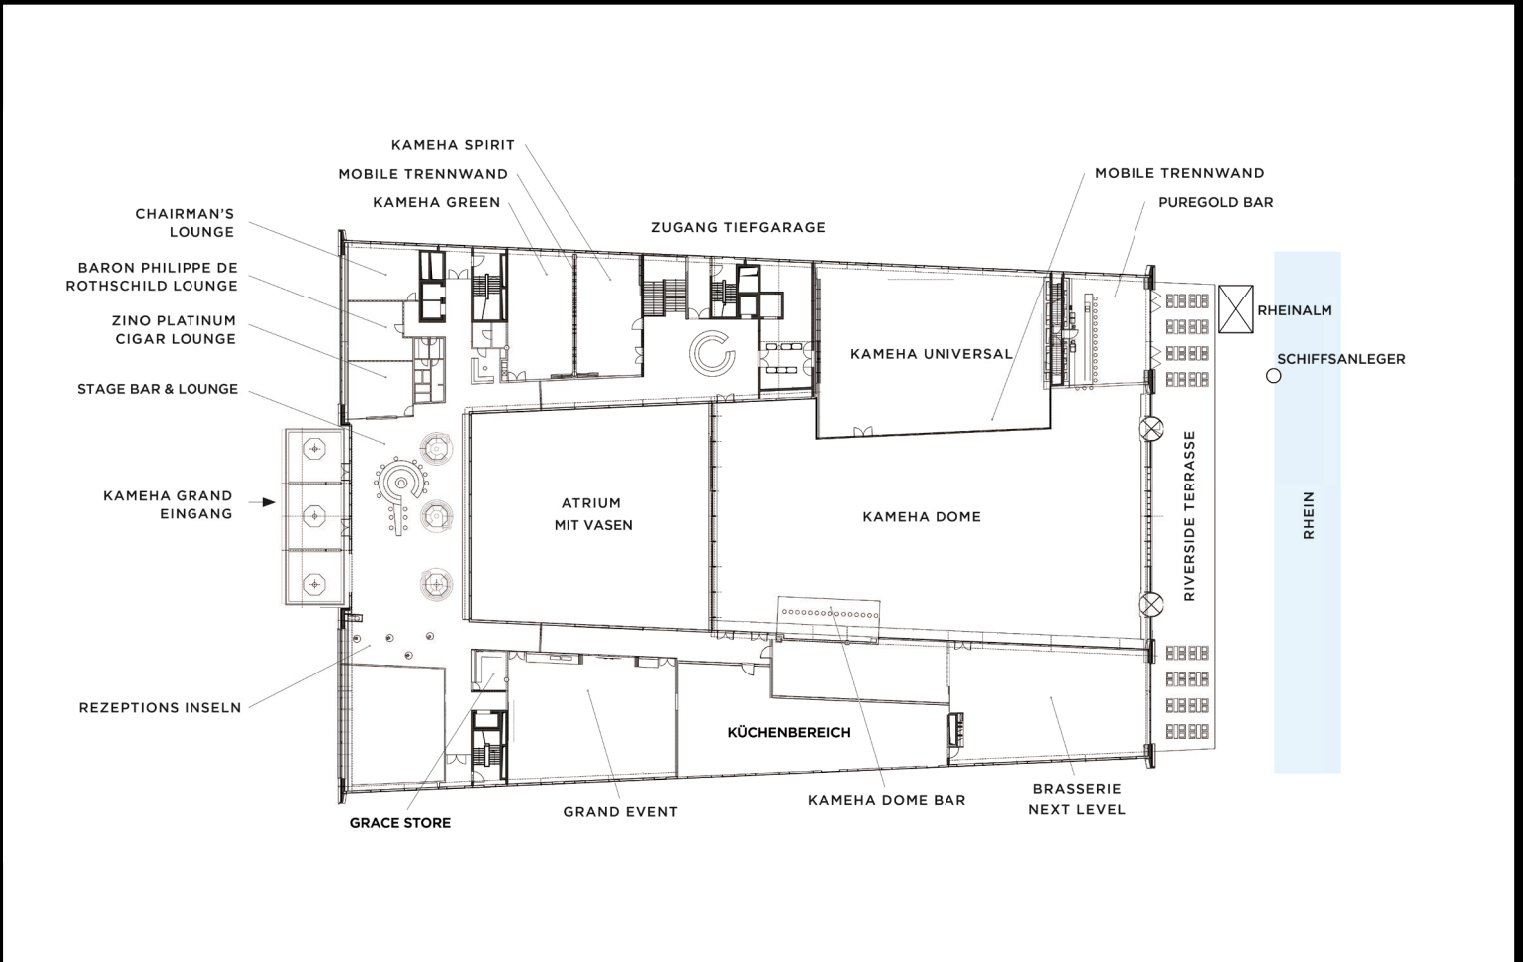 KAMEHA SPIRIT
MOBILE TRENNWAND
KAMEHA GREEN
CHAIRMAN'S
LOUNGE
BARON PHILIPPE DE
ROTHSCHILD LOUNGE
ZINO PLATINUM
CIGAR LOUNGE
STAGE BAR & LOUNGE
KAMEHA GRAND
EINGANG
REZEPTIONS INSELN
GRACE STORE
ZUGANG TIEFGARAGE
MOBILE TRENNWAND
PUREGOLD BAR
RHEINALM
SCHIFFSANLEGER
KAMEHA UNIVERSAL
ATRIUM
MIT VASEN
KAMEHA DOME
RIVERSIDE TERRASSE
RHEIN
KÜCHENBEREICH
GRAND EVENT
KAMEHA DOME BAR
BRASSERIE
NEXT LEVEL